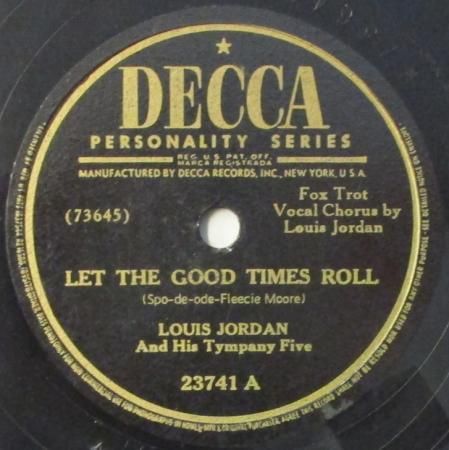 DECCA
PERSONALITY SERIES
REG. U.S. PAT. OFF.
MARCA REGISTRADA
MANUFACTURED BY DECCA RECORDS, INC., NEW YORK, U.S.A.
(73645)
Fox Trot
Vocal Chorus by
Louis Jordan
LET THE GOOD TIMES ROLL
(Spo-de-ode-Fleecie Moore)
LOUIS JORDAN
And His Tympany Five
23741 A